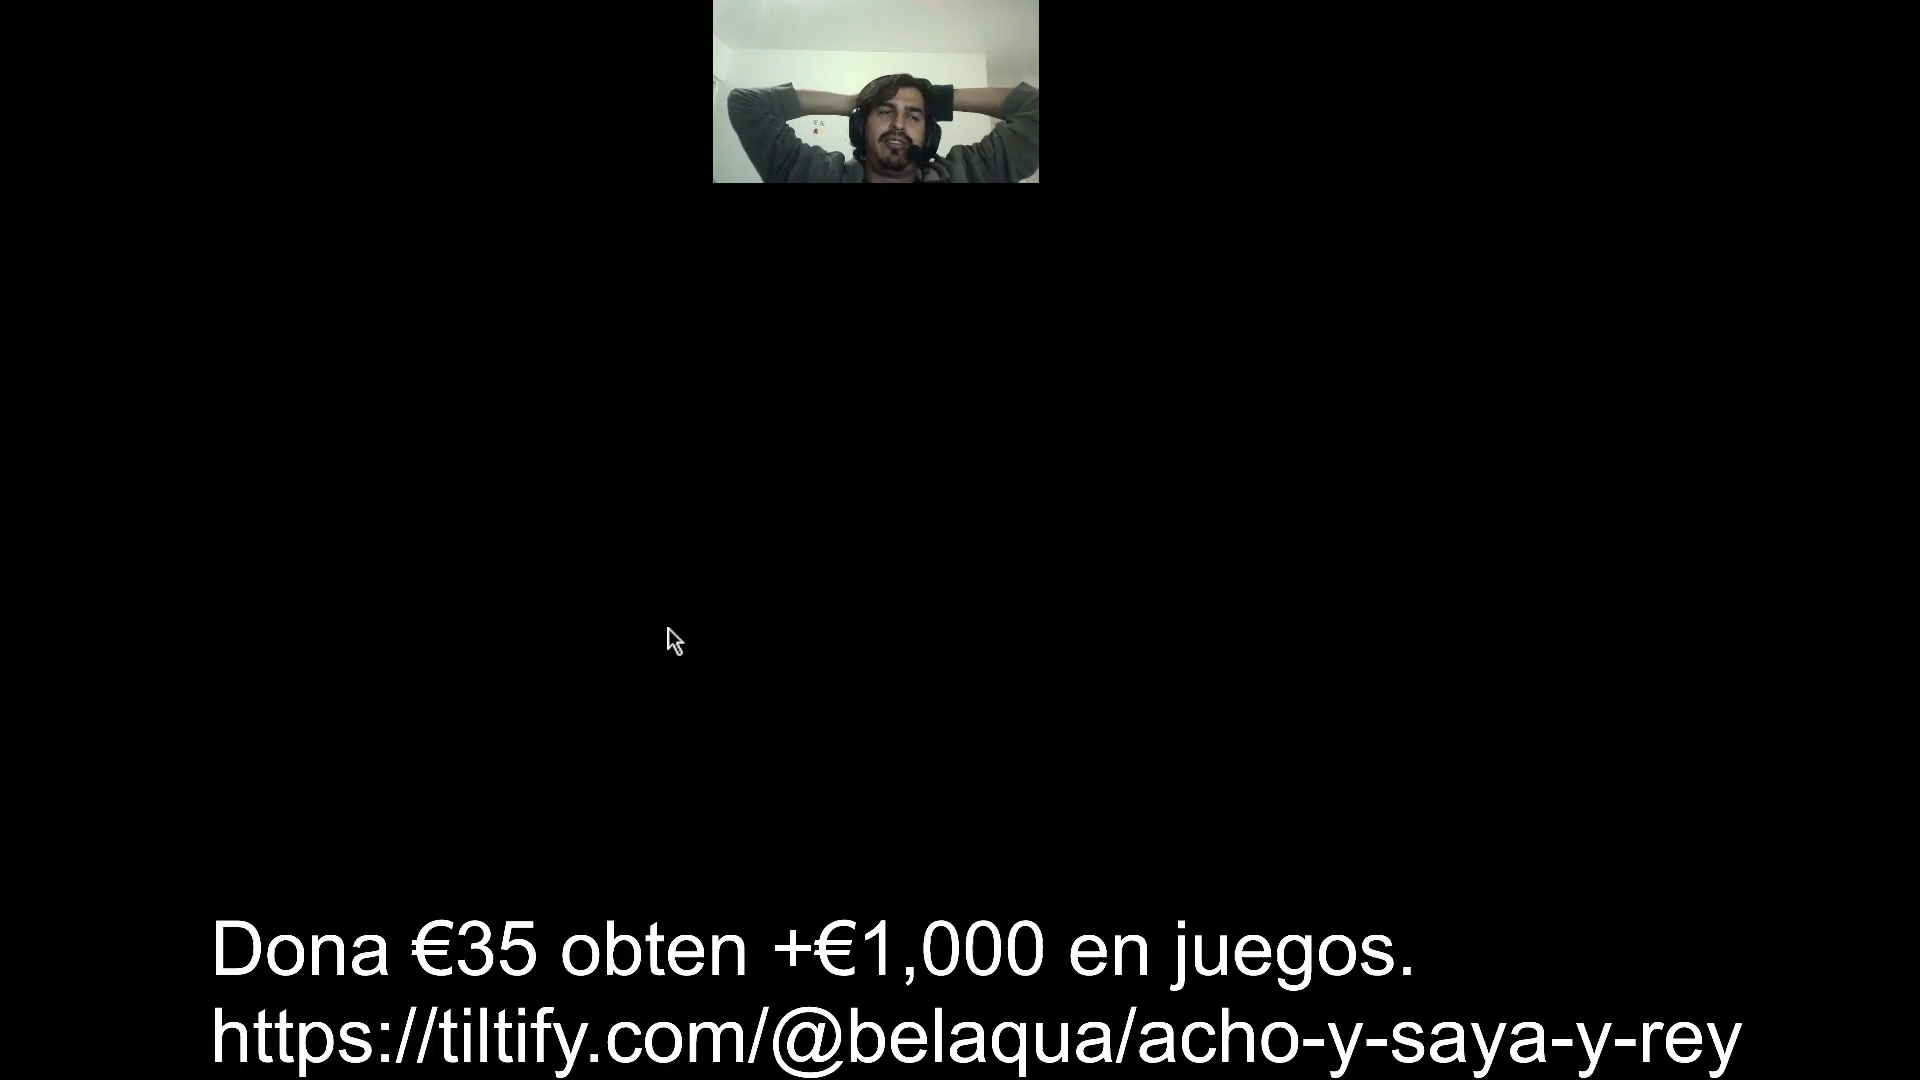 Dona €35 obten +€1,000 en juegos.
https://tiltify.com/@belaqua/acho-y-saya-y-rey